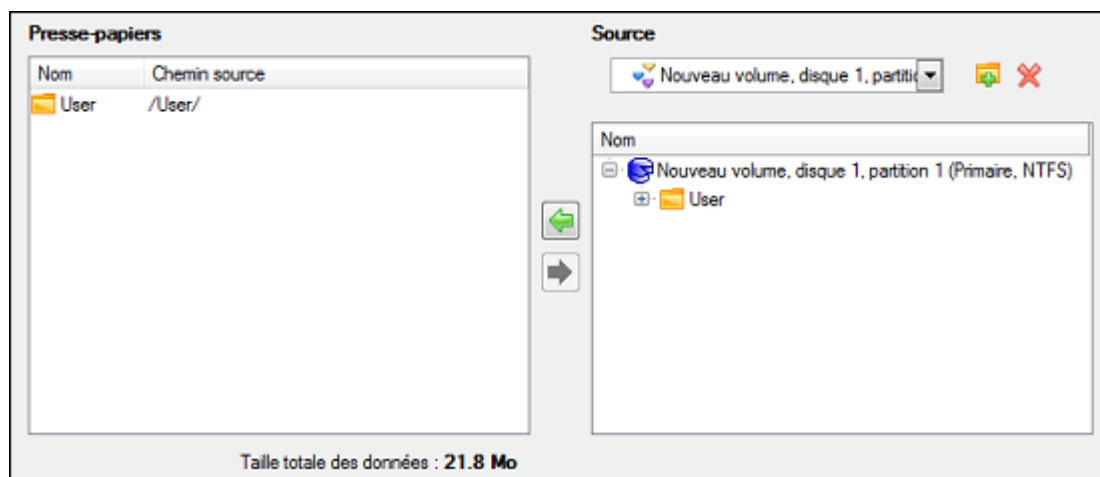 Presse-papiers
Nom Chemin source
User /User/
Taille totale des données : 21.8 Mo
Source
Nouveau volume, disque 1, partitio
Nom
Nouveau volume, disque 1, partition 1 (Primaire, NTFS)
User